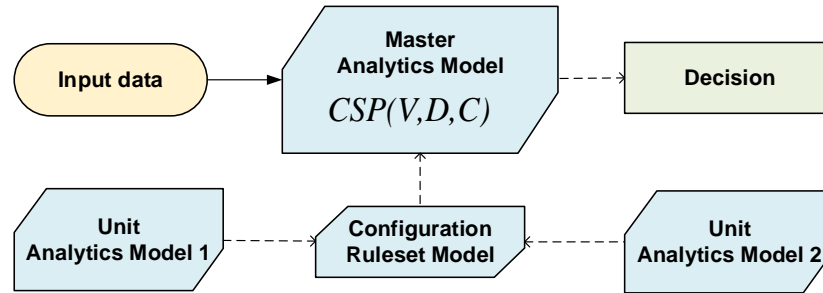 Input data
Master
Analytics Model
CSP(V,D,C)
Decision
Unit
Analytics Model 1
Configuration
Ruleset Model
Unit
Analytics Model 2